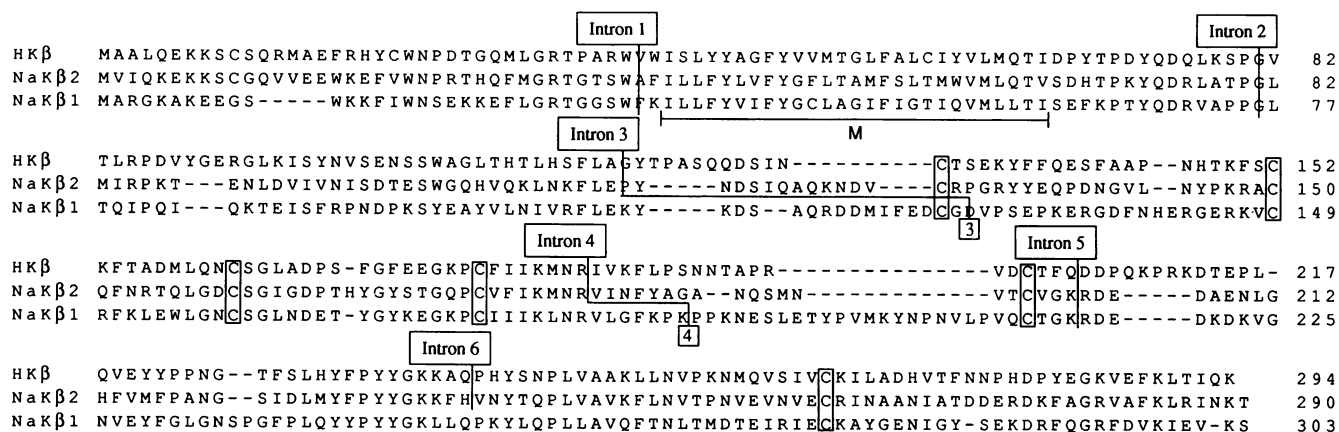 Intron 1
Intron 2
HKβ MAALQEKKSCSQRMAEFRHYCWNPDTGQMLGRTPARWVWISLYYAGFYVVMTGLFALCIYVLMQTIDPYTPDYQDQLKSPGV 82
NaKβ2 MVIQKEKKSCGQVVEEWKEFVWNPRTHQFMGRTGTSWAFILLFYLVFYGFLTAMFSLTMWVMLQTVSDHTPKYQDRLATPGL 82
NaKβ1 MARGKAKEEGS-----WKKFIWNSEKKEFLGRTGGSWFKILLFYVIFYGCLAGIFIGTIQVMLLTISEFKPTYQDRVAPPGL 77
Intron 3
M
HKβ TLRPDVYGERGLKISYNVSENSSWAGLTHTLHSFLAGYTPASQQDSIN----------CTSEKYFFQESFAAP--NHTKFSC 152
NaKβ2 MIRPKT---ENLDVIVNISDTESWGQHVQKLNKFLEPY-----NDSIQAQKNDV----CRPGRYYEQPDNGVL--NYPKRAC 150
NaKβ1 TQIPQI---QKTEISFRPNDPKSYEAYVLNIVRFLEKY-----KDS--AQRDDMIFEDCGDVPSEPKERGDFNHERGERKVC 149
3
Intron 4
Intron 5
HKβ KFTADMLQNCSGLADPS-FGFEEGKPCFIIKMNRIVKFLPSNNTAPR---------------VDCTFQDDPQKPRKDTEPL- 217
NaKβ2 QFNRTQLGDCSGIGDPTHYGYSTGQPCVFIKMNRVINFYAGA--NQSMN-------------VTCVGKRDE-----DAENLG 212
NaKβ1 RFKLEWLGNCSGLNDET-YGYKEGKPCIIIKLNRVLGFKPKPPKNESLETYPVMKYNPNVLPVQCTGKRDE-----DKDKVG 225
4
Intron 6
HKβ QVEYYPPNG--TFSLHYFPYYGKKAQPHYSNPLVAAKLLNVPKNMQVSIVCKILADHVTFNNPHDPYEGKVEFKLTIQK 294
NaKβ2 HFVMFPANG--SIDLMYFPYYGKKFHVNYTQPLVAVKFLNVTPNVEVNVECRINAANIATDDERDKFAGRVAFKLRINKT 290
NaKβ1 NVEYFGLGNSPGFPLQYYPYYGKLLQPKYLQPLLAVQFTNLTMDTEIRIECKAYGENIGY-SEKDRFQGRFDVKIEV-KS 303